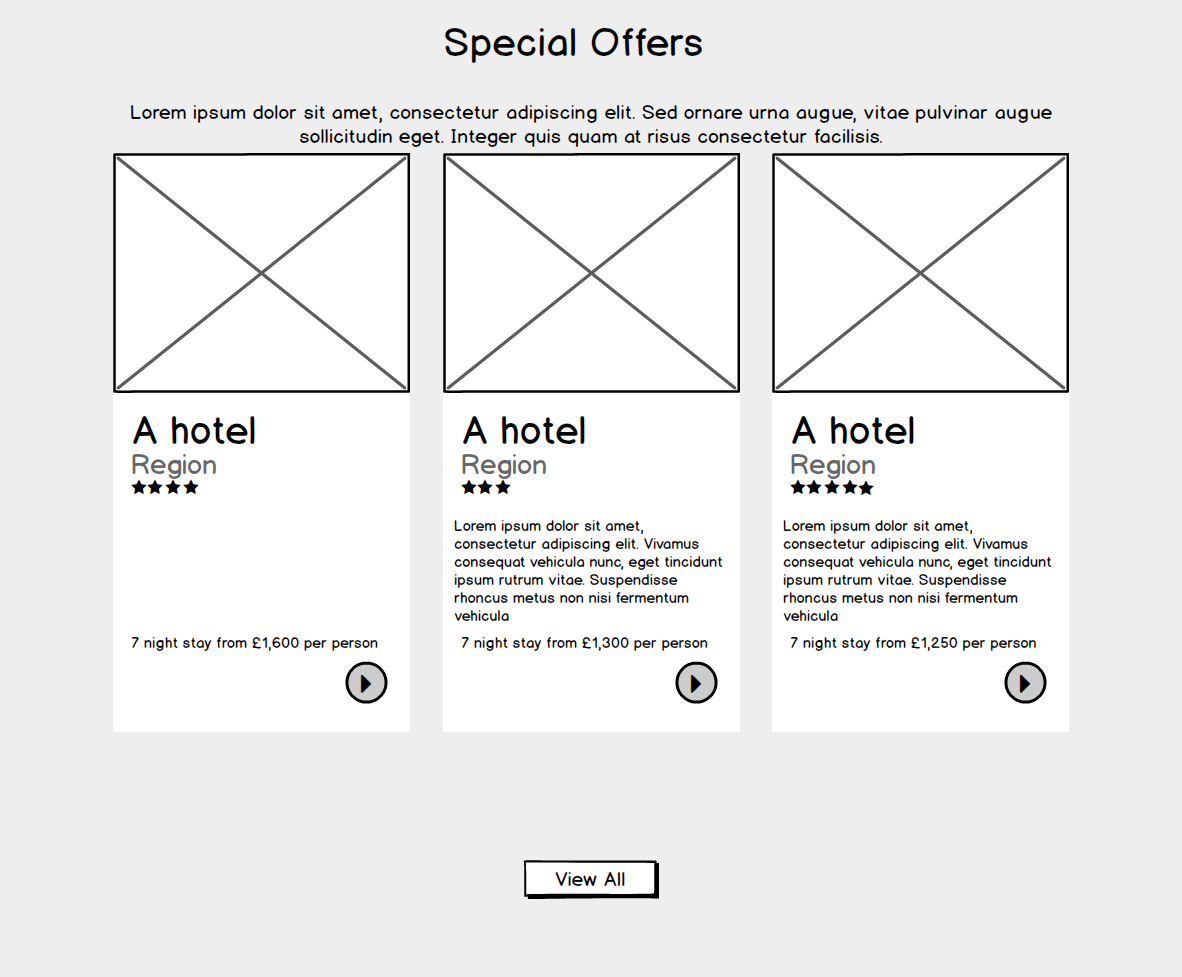 Special Offers
Lorem ipsum dolor sit amet, consectetur adipiscing elit. Sed ornare urna augue, vitae pulvinar augue
sollicitudin eget. Integer quis quam at risus consectetur facilisis.
A hotel
Region
7 night stay from £1,600 per person
A hotel
Region
Lorem ipsum dolor sit amet,
consectetur adipiscing elit. Vivamus
consequat vehicula nunc, eget tincidunt
ipsum rutrum vitae. Suspendisse
rhoncus metus non nisi fermentum
vehicula
7 night stay from £1,300 per person
A hotel
Region
Lorem ipsum dolor sit amet,
consectetur adipiscing elit. Vivamus
consequat vehicula nunc, eget tincidunt
ipsum rutrum vitae. Suspendisse
rhoncus metus non nisi fermentum
vehicula
7 night stay from £1,250 per person
View All